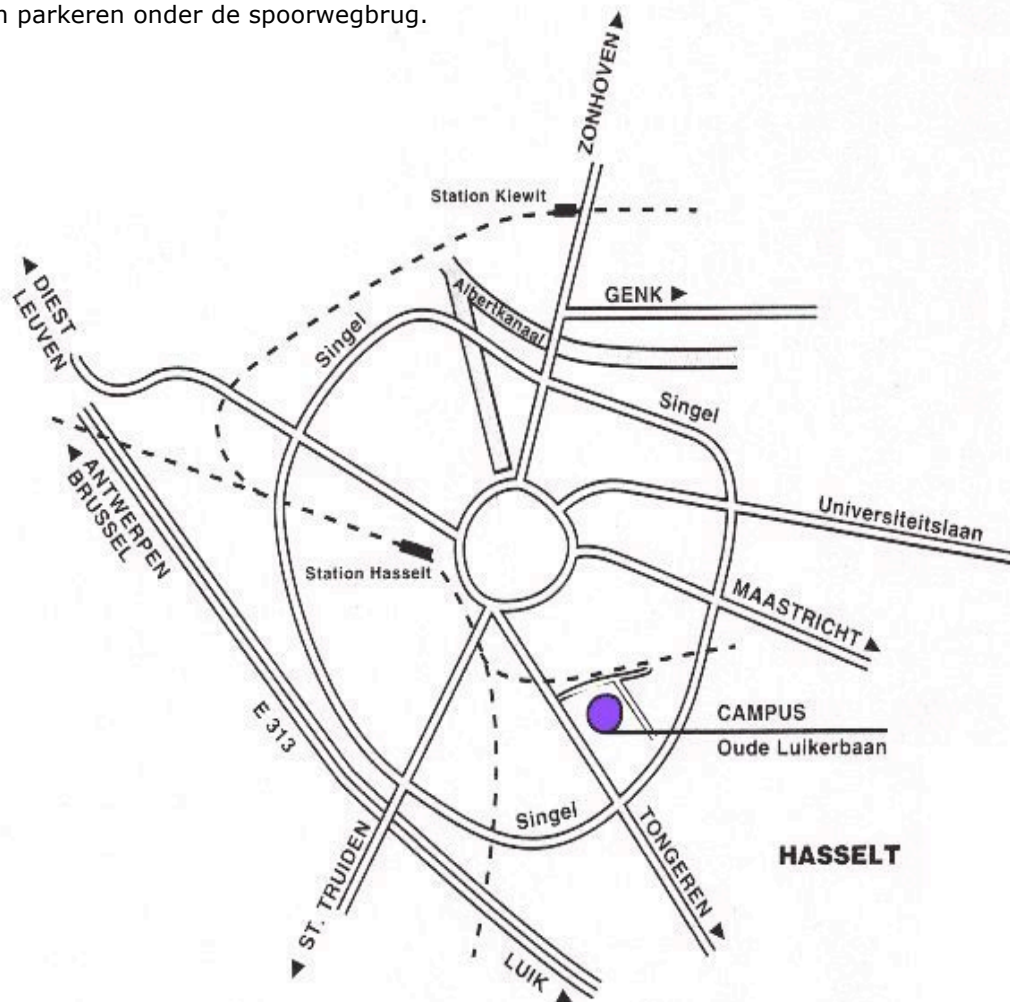 n parkeren onder de spoorwegbrug.
ZONHOVEN
Station Kiewit
DIEST
LEUVEN
GENK
Albertkanaal
Singel
Singel
ANTWERPEN
BRUSSEL
Universiteitslaan
Station Hasselt
MAASTRICHT
E 313
CAMPUS
Oude Luikerbaan
Singel
TONGEREN
HASSELT
ST. TRUIDEN
LUIK